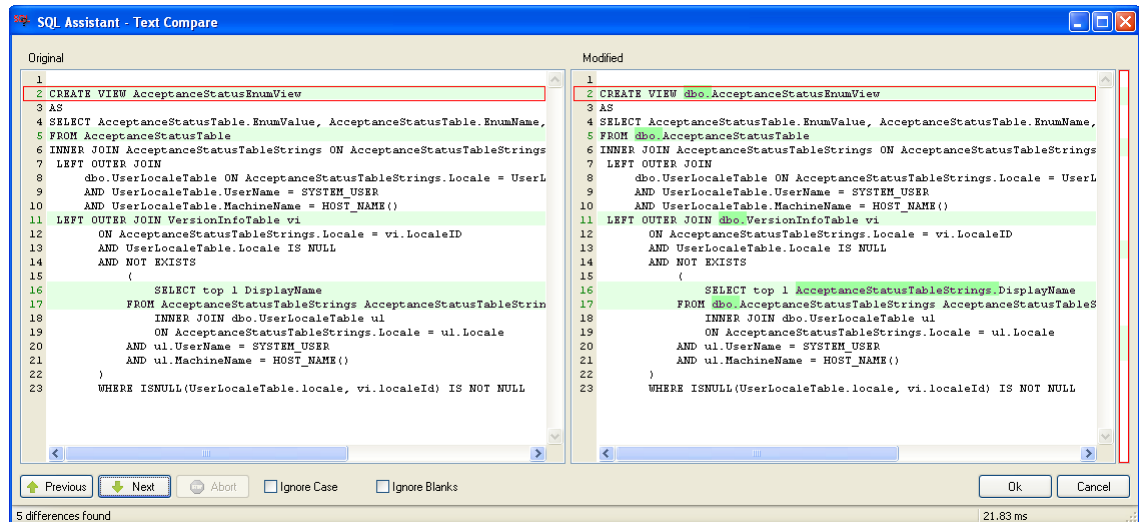 SQL Assistant - Text Compare
Original
1
2 CREATE VIEW AcceptanceStatusEnumView
3 AS
4 SELECT AcceptanceStatusTable.EnumValue, AcceptanceStatusTable.EnumName,
5 FROM AcceptanceStatusTable
6 INNER JOIN AcceptanceStatusTableStrings ON AcceptanceStatusTableStrings
7 LEFT OUTER JOIN
8 dbo.UserLocaleTable ON AcceptanceStatusTableStrings.Locale = UserL
9 AND UserLocaleTable.UserName = SYSTEM_USER
10 AND UserLocaleTable.MachineName = HOST_NAME()
11 LEFT OUTER JOIN VersionInfoTable vi
12 ON AcceptanceStatusTableStrings.Locale = vi.LocaleID
13 AND UserLocaleTable.Locale IS NULL
14 AND NOT EXISTS
15 (
16 SELECT top 1 DisplayName
17 FROM AcceptanceStatusTableStrings AcceptanceStatusTableStrin
18 INNER JOIN dbo.UserLocaleTable ul
19 ON AcceptanceStatusTableStrings.Locale = ul.Locale
20 AND ul.UserName = SYSTEM_USER
21 AND ul.MachineName = HOST_NAME()
22 )
23 WHERE ISNULL(UserLocaleTable.locale, vi.localeId) IS NOT NULL
Modified
1
2 CREATE VIEW dbo.AcceptanceStatusEnumView
3 AS
4 SELECT AcceptanceStatusTable.EnumValue, AcceptanceStatusTable.EnumName,
5 FROM dbo.AcceptanceStatusTable
6 INNER JOIN AcceptanceStatusTableStrings ON AcceptanceStatusTableStrings
7 LEFT OUTER JOIN
8 dbo.UserLocaleTable ON AcceptanceStatusTableStrings.Locale = UserL
9 AND UserLocaleTable.UserName = SYSTEM_USER
10 AND UserLocaleTable.MachineName = HOST_NAME()
11 LEFT OUTER JOIN dbo.VersionInfoTable vi
12 ON AcceptanceStatusTableStrings.Locale = vi.LocaleID
13 AND UserLocaleTable.Locale IS NULL
14 AND NOT EXISTS
15 (
16 SELECT top 1 AcceptanceStatusTableStrings.DisplayName
17 FROM dbo.AcceptanceStatusTableStrings AcceptanceStatusTableS
18 INNER JOIN dbo.UserLocaleTable ul
19 ON AcceptanceStatusTableStrings.Locale = ul.Locale
20 AND ul.UserName = SYSTEM_USER
21 AND ul.MachineName = HOST_NAME()
22 )
23 WHERE ISNULL(UserLocaleTable.locale, vi.localeId) IS NOT NULL
Previous Next Abort Ignore Case Ignore Blanks Ok Cancel
5 differences found 21.83 ms